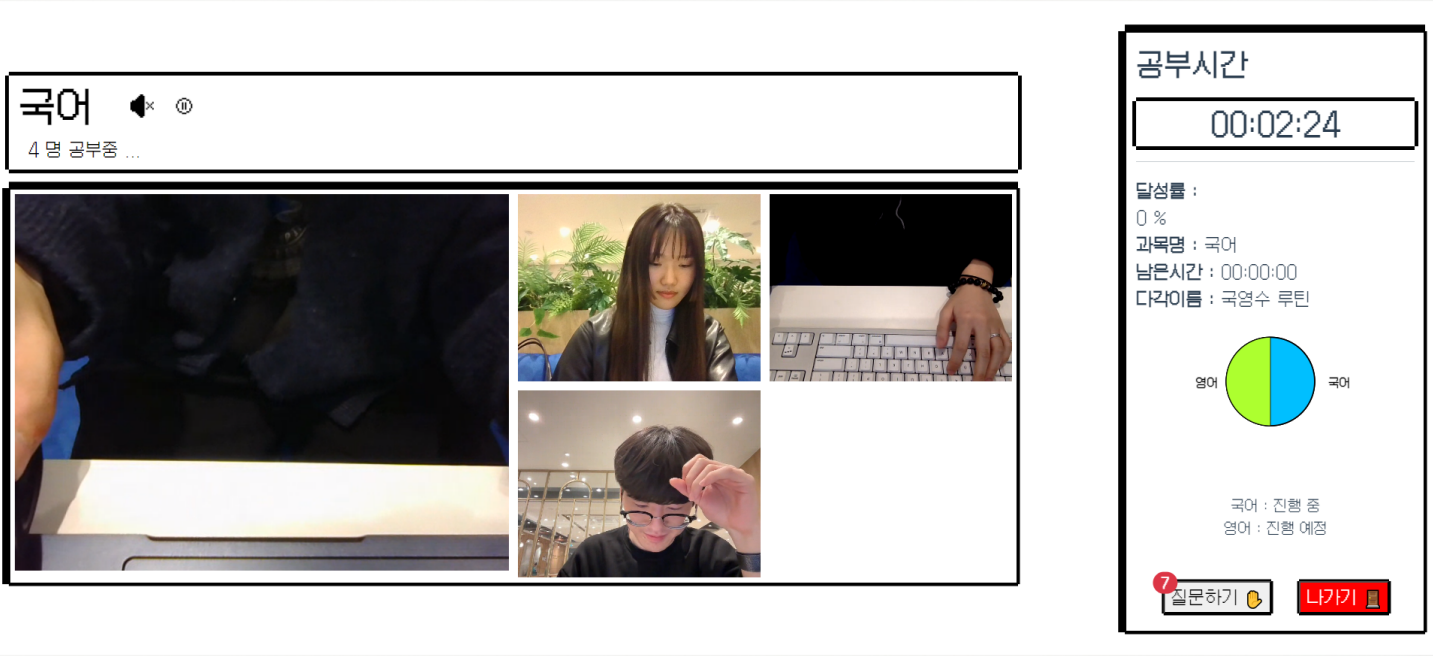 국어
4 명 공부중 ...
공부시간
00:02:24
달성률 :
0 %
과목명 : 국어
남은시간 : 00:00:00
다각이름 : 국영수 루틴
영어
국어
국어 : 진행 중
영어 : 진행 예정
7
질문하기
나가기